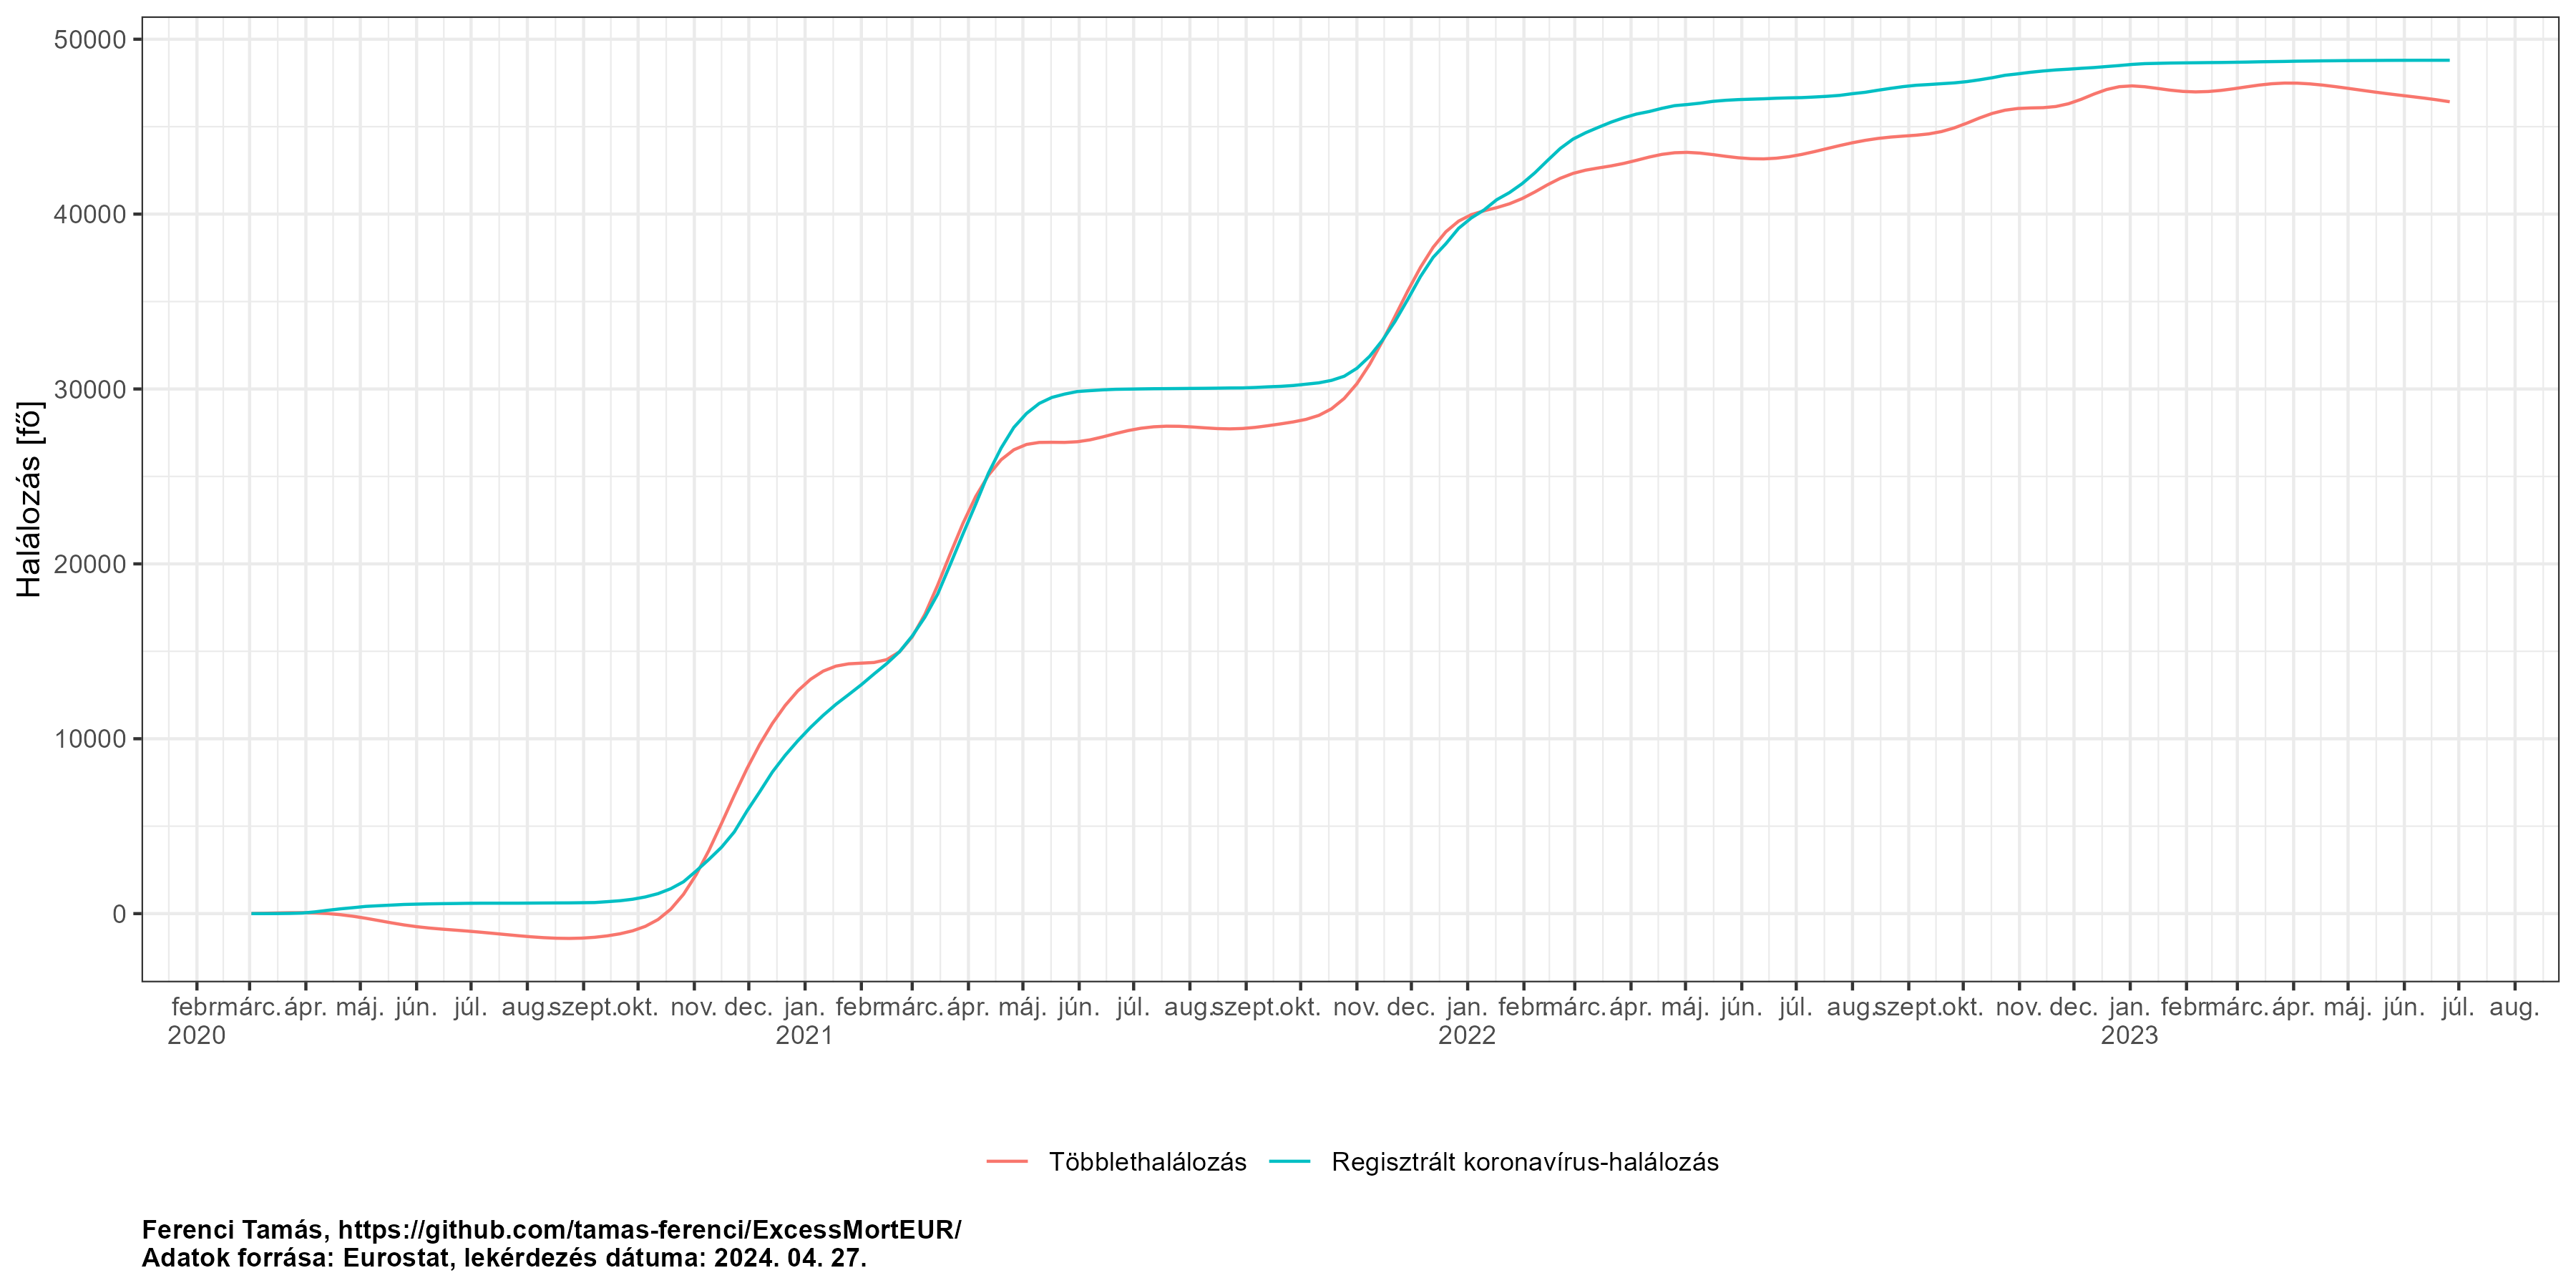 50000
40000
30000
20000
10000
0
Halálozás [fő]
febr. márc. ápr. máj. jún. júl. aug. szept. okt. nov. dec. jan. febr. márc. ápr. máj. jún. júl. aug. szept. okt. nov. dec. jan. febr. márc. ápr. máj. jún. júl. aug. szept. okt. nov. dec. jan. febr. márc. ápr. máj. jún. júl. aug.
2020 2021 2022 2023
Többlethalálozás Regisztrált koronavírus-halálozás
Ferenci Tamás, https://github.com/tamas-ferenci/ExcessMortEUR/
Adatok forrása: Eurostat, lekérdezés dátuma: 2024. 04. 27.